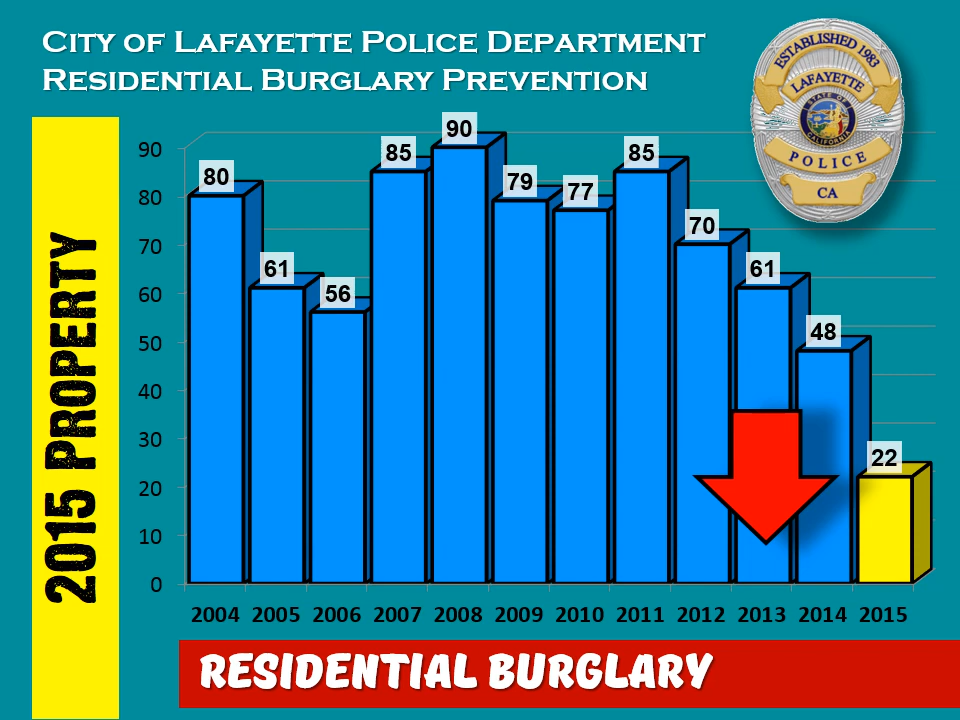 City of Lafayette Police Department
Residential Burglary Prevention
ESTABLISHED 1983
LAFAYETTE
STATE OF
CALIFORNIA
POLICE
CA
2015 PROPERTY
90
80
70
60
50
40
30
20
10
0
80
61
56
85
90
79
77
85
70
61
48
22
2004 2005 2006 2007 2008 2009 2010 2011 2012 2013 2014 2015
RESIDENTIAL BURGLARY